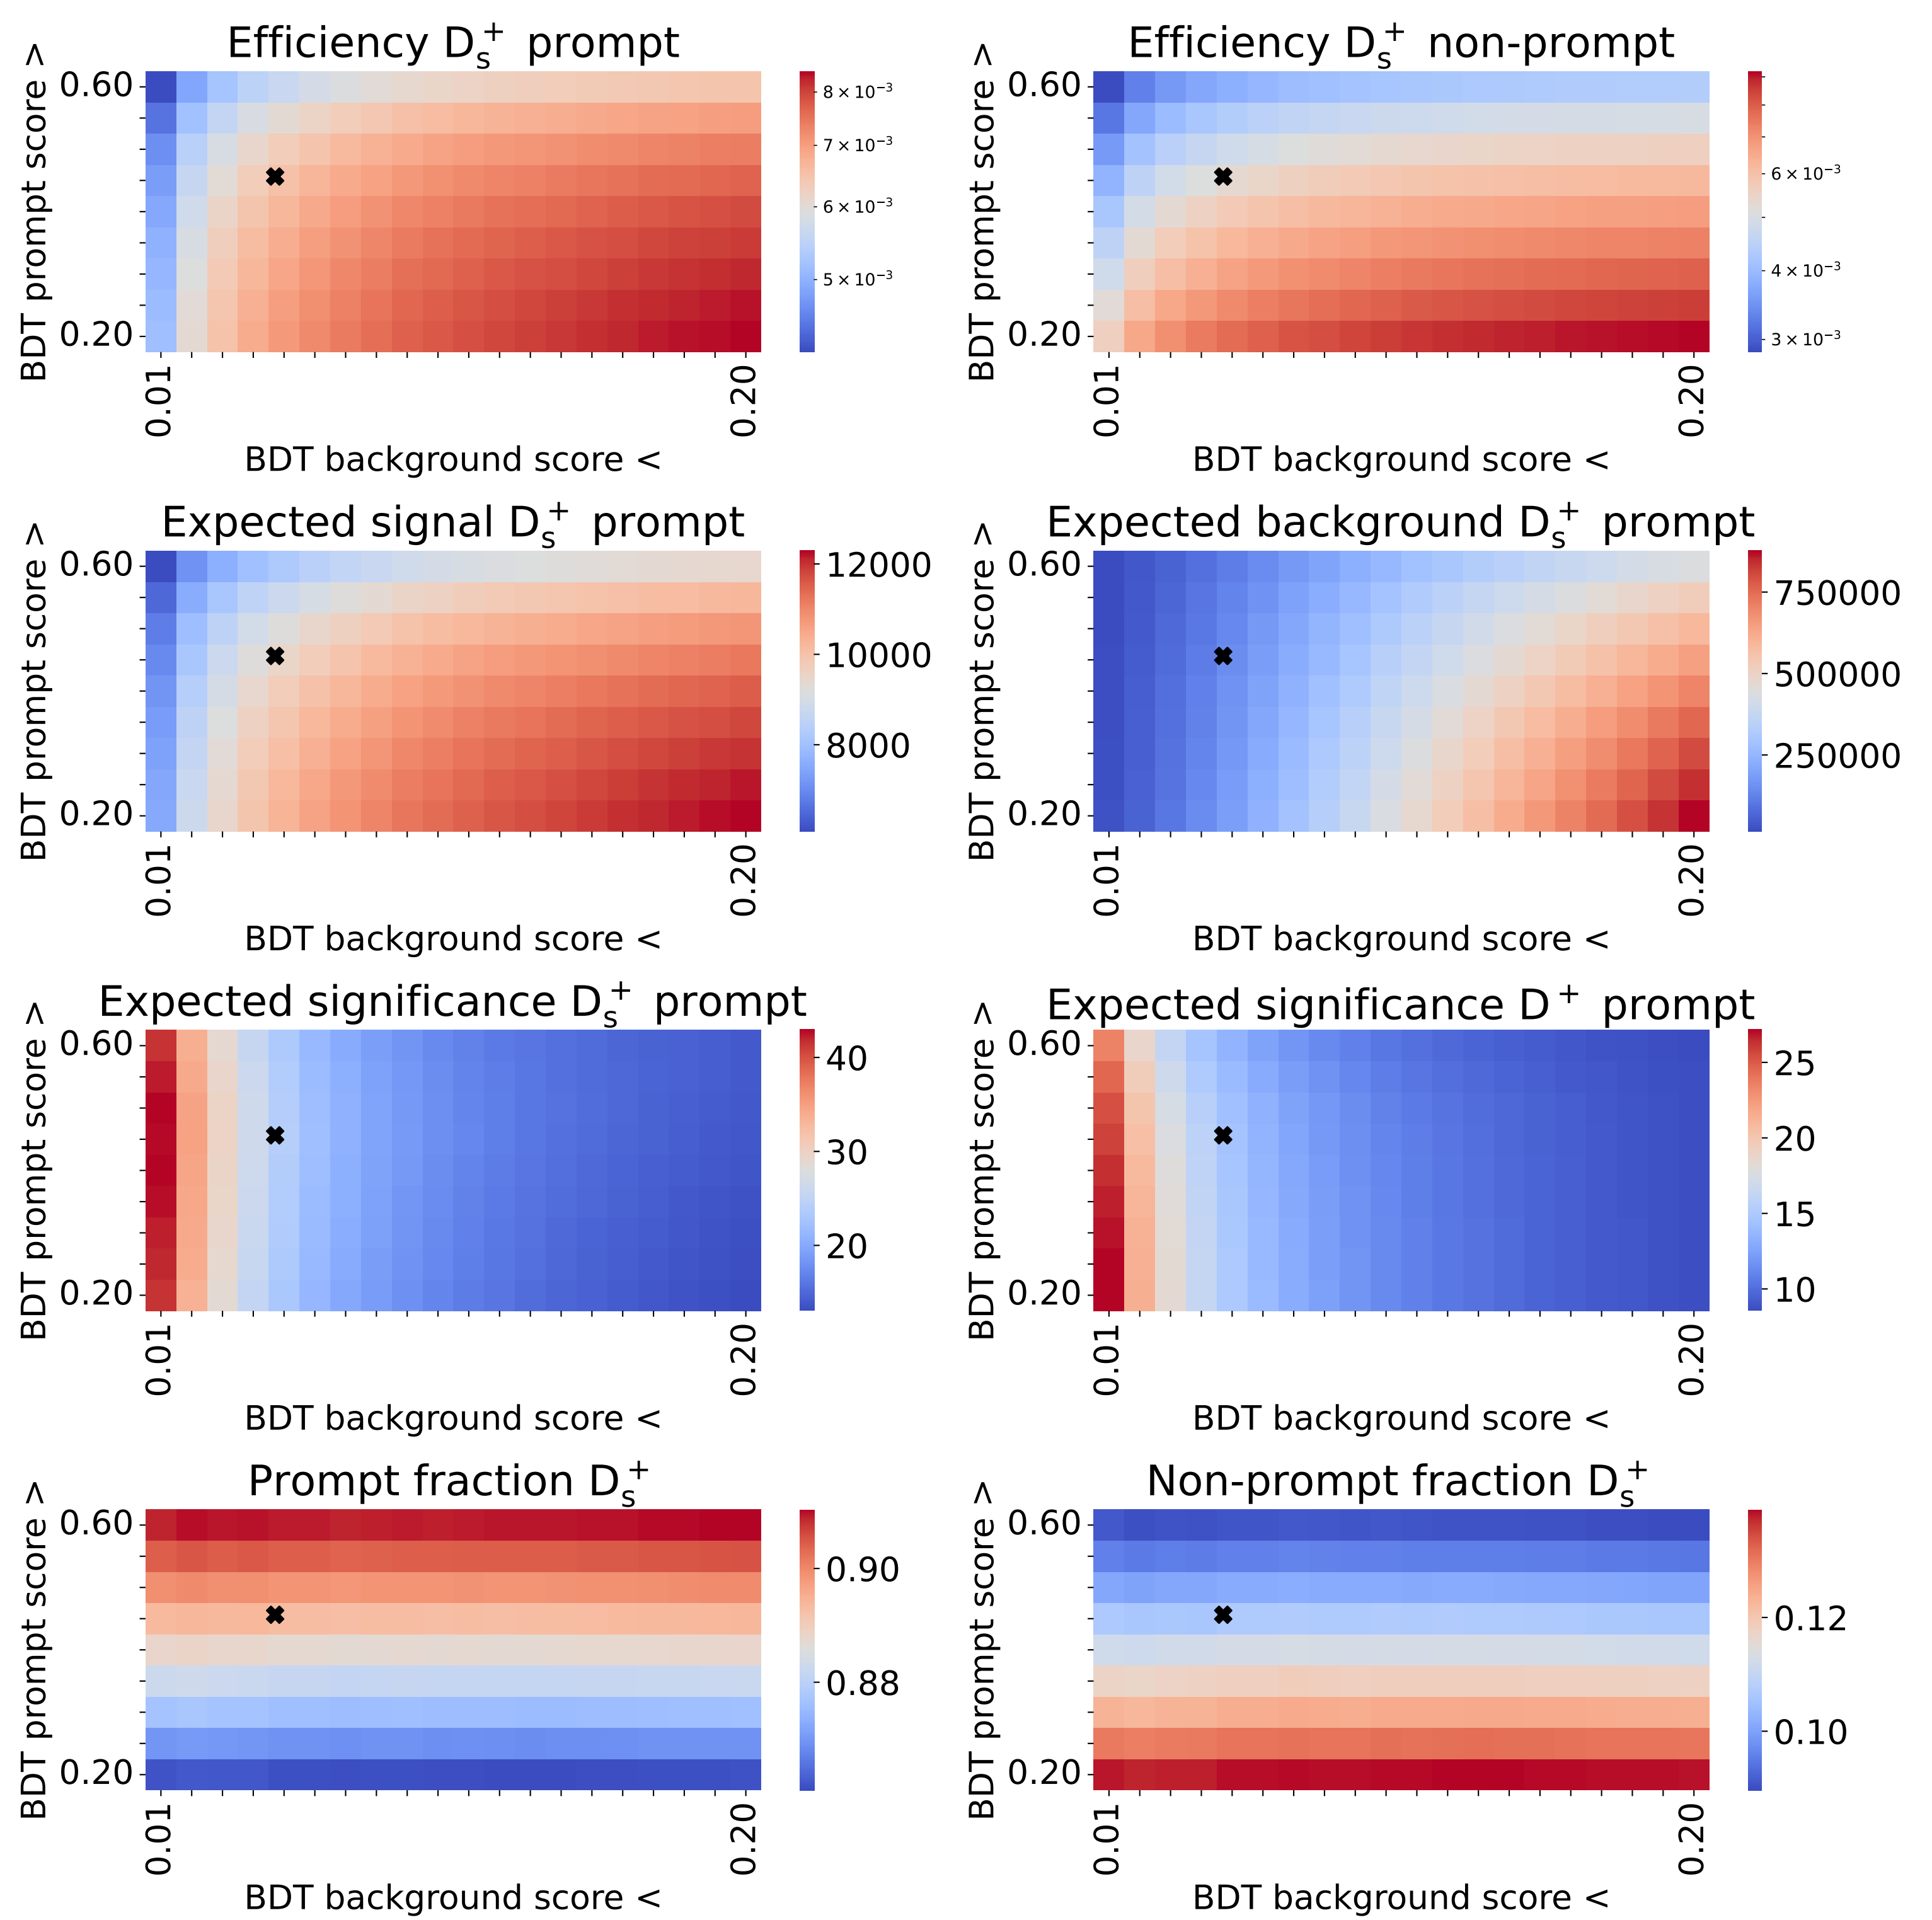 Efficiency D_s^+ prompt
BDT prompt score >
0.60
0.20
0.01
0.20
BDT background score <
8 × 10⁻³
7 × 10⁻³
6 × 10⁻³
5 × 10⁻³
Efficiency D_s^+ non-prompt
BDT prompt score >
0.60
0.20
0.01
0.20
BDT background score <
6 × 10⁻³
4 × 10⁻³
3 × 10⁻³
Expected signal D_s^+ prompt
BDT prompt score >
0.60
0.20
0.01
0.20
BDT background score <
12000
10000
8000
Expected background D_s^+ prompt
BDT prompt score >
0.60
0.20
0.01
0.20
BDT background score <
750000
500000
250000
Expected significance D_s^+ prompt
BDT prompt score >
0.60
0.20
0.01
0.20
BDT background score <
40
30
20
Expected significance D^+ prompt
BDT prompt score >
0.60
0.20
0.01
0.20
BDT background score <
25
20
15
10
Prompt fraction D_s^+
BDT prompt score >
0.60
0.20
0.01
0.20
BDT background score <
0.90
0.88
Non-prompt fraction D_s^+
BDT prompt score >
0.60
0.20
0.01
0.20
BDT background score <
0.12
0.10